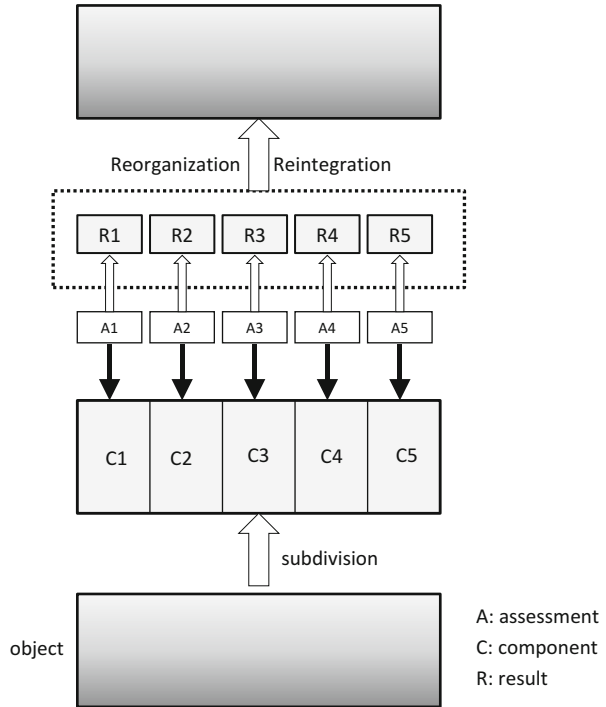 Reorganization Reintegration
R1 R2 R3 R4 R5
A1 A2 A3 A4 A5
C1 C2 C3 C4 C5
subdivision
object
A: assessment
C: component
R: result